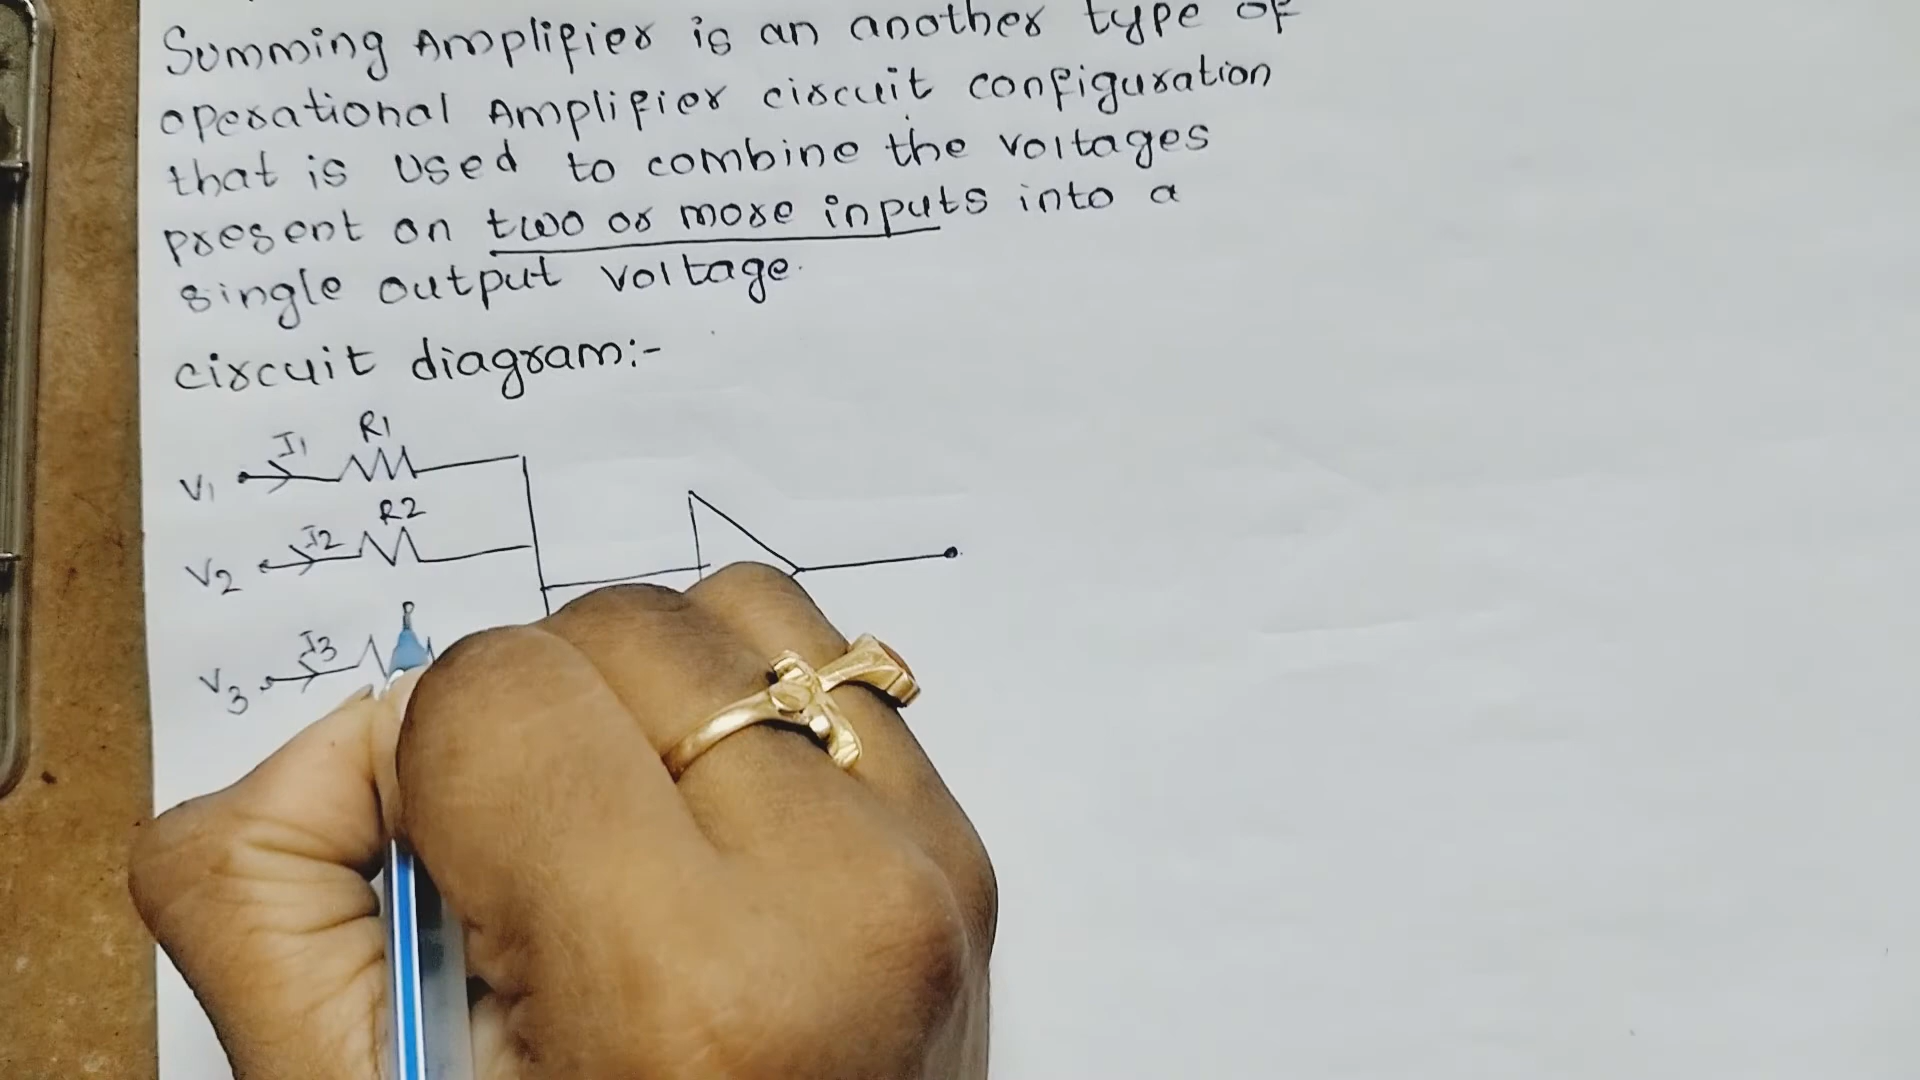 Summing Amplifier is an another type of
operational Amplifier circuit configuration
that is used to combine the voltages
present on two or more inputs into a
single output voltage.
circuit diagram:-
R1
I1
V1
R2
I2
V2
R
I3
V3